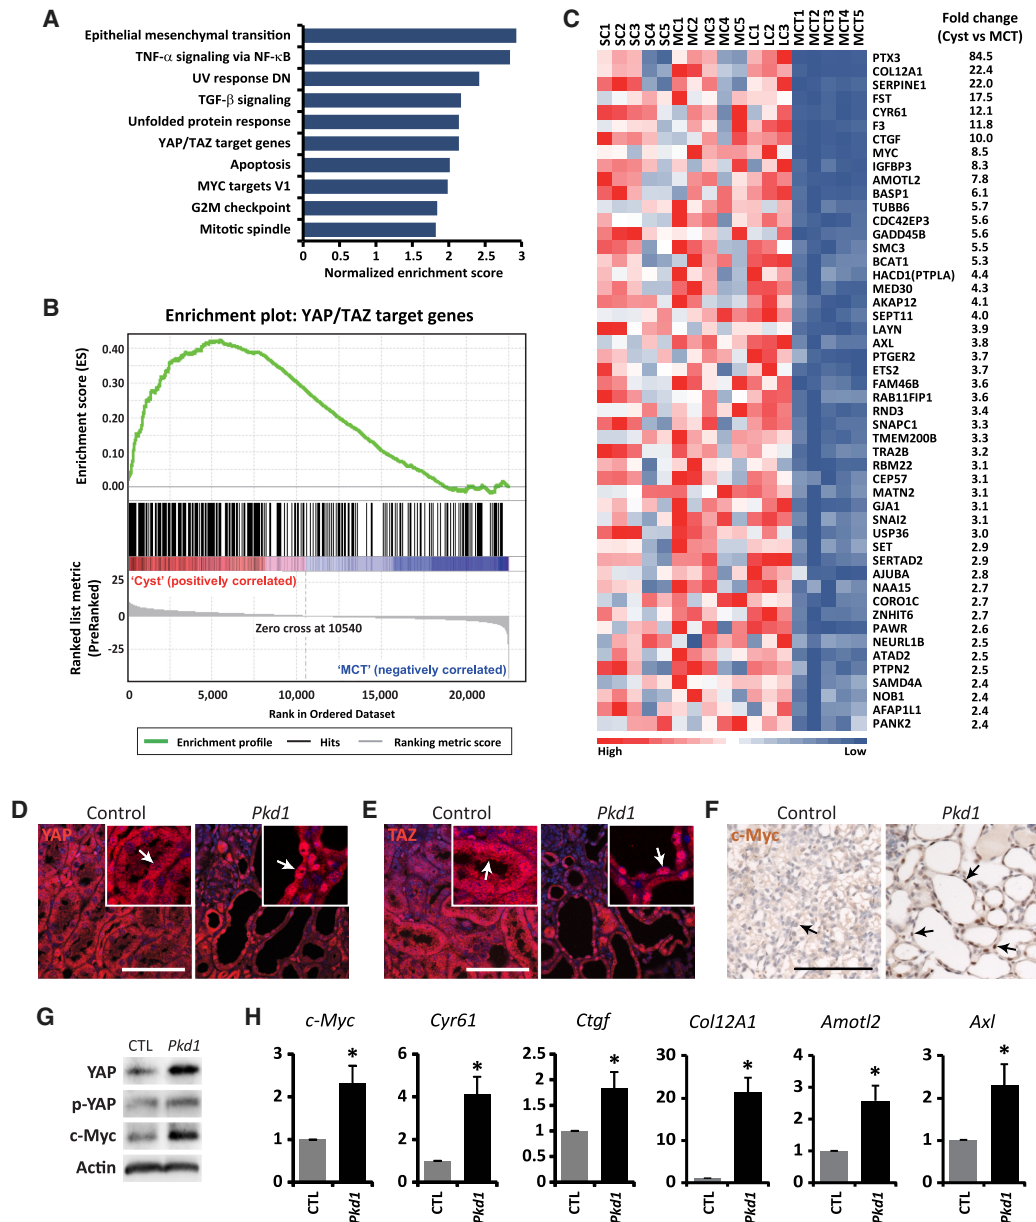 A
Epithelial mesenchymal transition
TNF-α signaling via NF-κB
UV response DN
TGF-β signaling
Unfolded protein response
YAP/TAZ target genes
Apoptosis
MYC targets V1
G2M checkpoint
Mitotic spindle
0 0.5 1 1.5 2 2.5 3
Normalized enrichment score
B
Enrichment plot: YAP/TAZ target genes
Enrichment score (ES)
0.40
0.30
0.20
0.10
0.00
'Cyst' (positively correlated)
Ranked list metric
(PreRanked)
25
0
-25
Zero cross at 10540
'MCT' (negatively correlated)
0 5,000 10,000 15,000 20,000
Rank in Ordered Dataset
Enrichment profile Hits Ranking metric score
C
SC1 SC2 SC3 SC4 SC5 MC1 MC2 MC3 MC4 MC5 LC1 LC2 LC3 MCT1 MCT2 MCT3 MCT4 MCT5
Fold change
(Cyst vs MCT)
PTX3 84.5
COL12A1 22.4
SERPINE1 22.0
FST 17.5
CYR61 12.1
F3 11.8
CTGF 10.0
MYC 8.5
IGFBP3 8.3
AMOTL2 7.8
BASP1 6.1
TUBB6 5.7
CDC42EP3 5.6
GADD45B 5.6
SMC3 5.5
BCAT1 5.3
HACD1(PTPLA) 4.4
MED30 4.3
AKAP12 4.1
SEPT11 4.0
LAYN 3.9
AXL 3.8
PTGER2 3.7
ETS2 3.7
FAM46B 3.6
RAB11FIP1 3.6
RND3 3.4
SNAPC1 3.3
TMEM200B 3.3
TRA2B 3.2
RBM22 3.1
CEP57 3.1
MATN2 3.1
GJA1 3.1
SNAI2 3.1
USP36 3.0
SET 2.9
SERTAD2 2.9
AJUBA 2.8
NAA15 2.7
CORO1C 2.7
ZNHIT6 2.7
PAWR 2.6
NEURL1B 2.5
ATAD2 2.5
PTPN2 2.5
SAMD4A 2.4
NOB1 2.4
AFAP1L1 2.4
PANK2 2.4
High Low
D
Control Pkd1
YAP
E
Control Pkd1
TAZ
F
Control Pkd1
c-Myc
G
CTL Pkd1
YAP
p-YAP
c-Myc
Actin
H
c-Myc
3
2
1
0
*
CTL Pkd1
Cyr61
6
4
2
0
*
CTL Pkd1
Ctgf
2.5
2
1.5
1
0.5
0
*
CTL Pkd1
Col12A1
30
20
10
0
*
CTL Pkd1
Amotl2
4
3
2
1
0
*
CTL Pkd1
Axl
3
2
1
0
*
CTL Pkd1